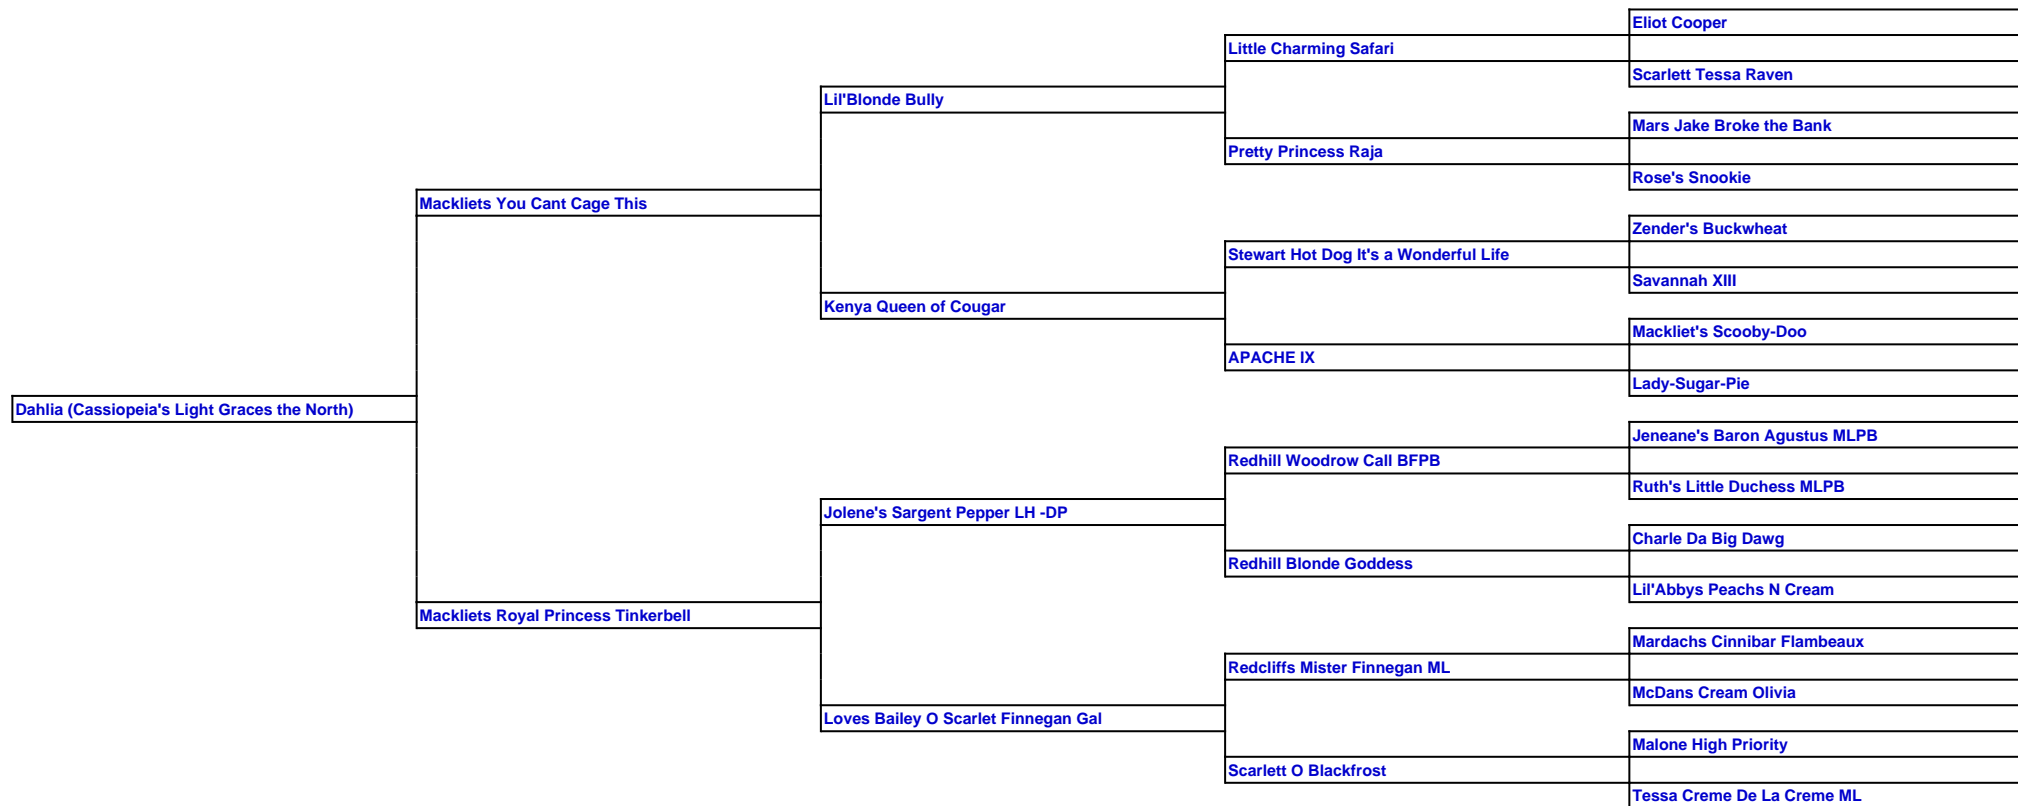 Eliot Cooper
Little Charming Safari
Scarlett Tessa Raven
Lil'Blonde Bully
Mars Jake Broke the Bank
Pretty Princess Raja
Rose's Snookie
Mackliets You Cant Cage This
Zender's Buckwheat
Stewart Hot Dog It's a Wonderful Life
Savannah XIII
Kenya Queen of Cougar
Mackliet's Scooby-Doo
APACHE IX
Lady-Sugar-Pie
Dahlia (Cassiopeia's Light Graces the North)
Jeneane's Baron Agustus MLPB
Redhill Woodrow Call BFPB
Ruth's Little Duchess MLPB
Jolene's Sargent Pepper LH -DP
Charle Da Big Dawg
Redhill Blonde Goddess
Lil'Abbys Peachs N Cream
Mackliets Royal Princess Tinkerbell
Mardachs Cinnibar Flambeaux
Redcliffs Mister Finnegan ML
McDans Cream Olivia
Loves Bailey O Scarlet Finnegan Gal
Malone High Priority
Scarlett O Blackfrost
Tessa Creme De La Creme ML